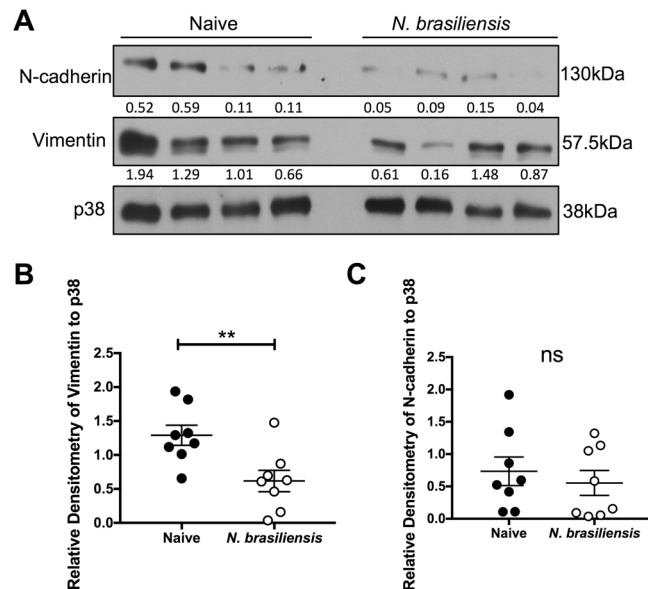 A
Naive
N. brasiliensis
N-cadherin
130kDa
0.52 0.59 0.11 0.11 0.05 0.09 0.15 0.04
Vimentin
57.5kDa
1.94 1.29 1.01 0.66 0.61 0.16 1.48 0.87
p38
38kDa
B
Relative Densitometry of Vimentin to p38
**
2.5
2.0
1.5
1.0
0.5
0.0
Naive
N. brasiliensis
C
Relative Densitometry of N-cadherin to p38
ns
2.5
2.0
1.5
1.0
0.5
0.0
Naive
N. brasiliensis